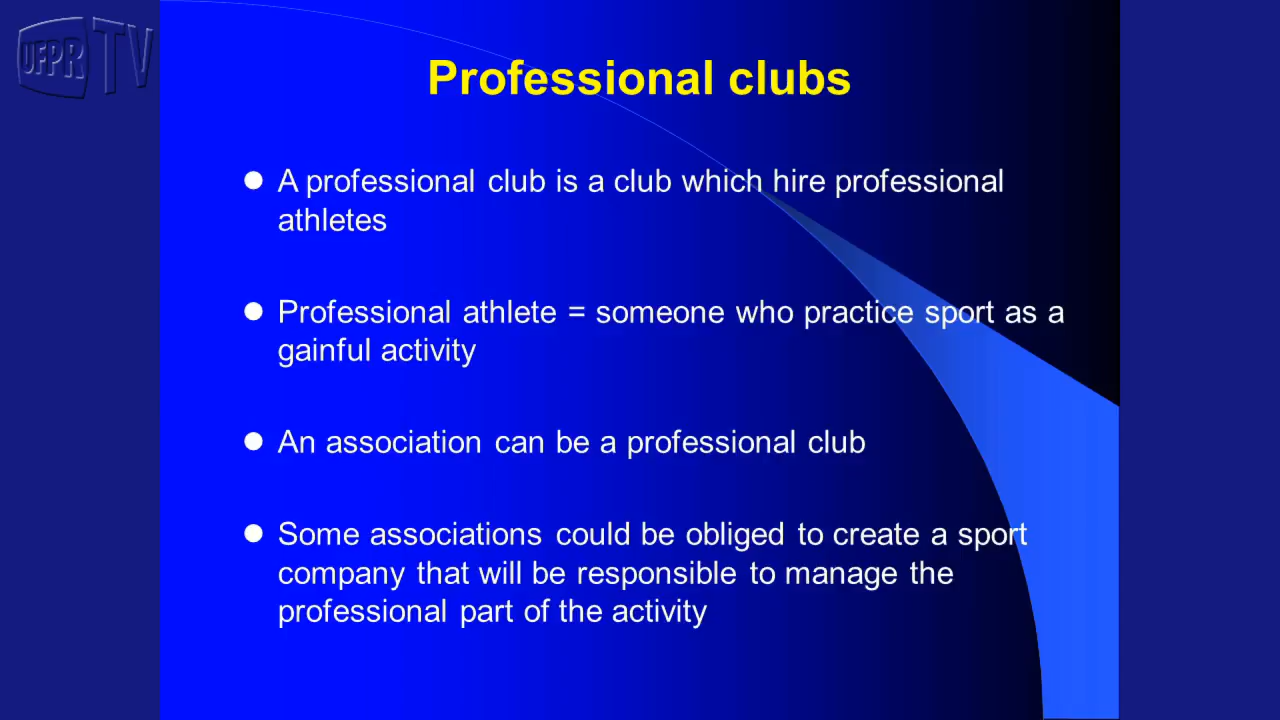 UFPR TV
Professional clubs
A professional club is a club which hire professional
athletes
Professional athlete = someone who practice sport as a
gainful activity
An association can be a professional club
Some associations could be obliged to create a sport
company that will be responsible to manage the
professional part of the activity